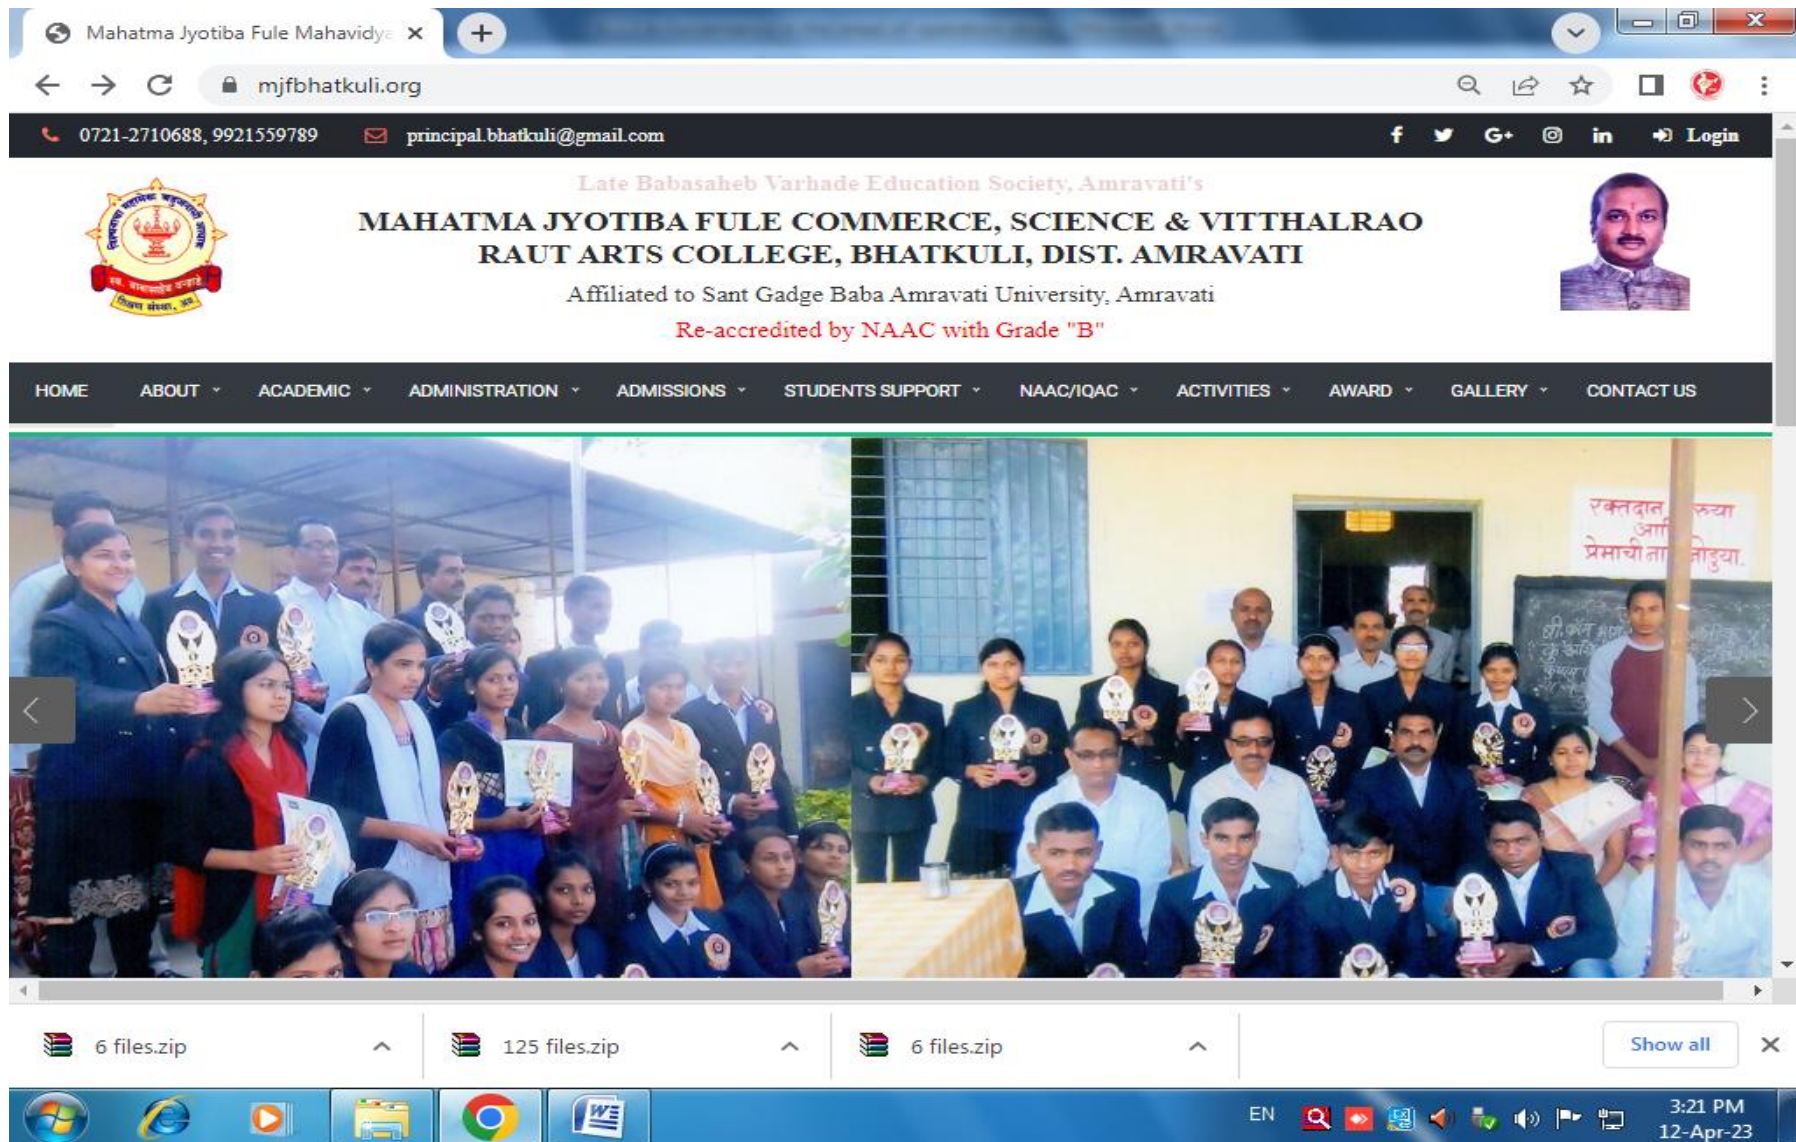 Mahatma Jyotiba Fule Mahavidya
mjfbhatkuli.org
0721-2710688, 9921559789 principal.bhatkuli@gmail.com f G+ in Login
Late Babasaheb Varhade Education Society, Amravati's
MAHATMA JYOTIBA FULE COMMERCE, SCIENCE & VITTHALRAO
RAUT ARTS COLLEGE, BHATKULI, DIST. AMRAVATI
Affiliated to Sant Gadge Baba Amravati University, Amravati
Re-accredited by NAAC with Grade "B"
HOME ABOUT ACADEMIC ADMINISTRATION ADMISSIONS STUDENTS SUPPORT NAAC/IQAC ACTIVITIES AWARD GALLERY CONTACT US
रक्तदान
प्रेमाची
6 files.zip 125 files.zip 6 files.zip Show all
EN 3:21 PM
12-Apr-23